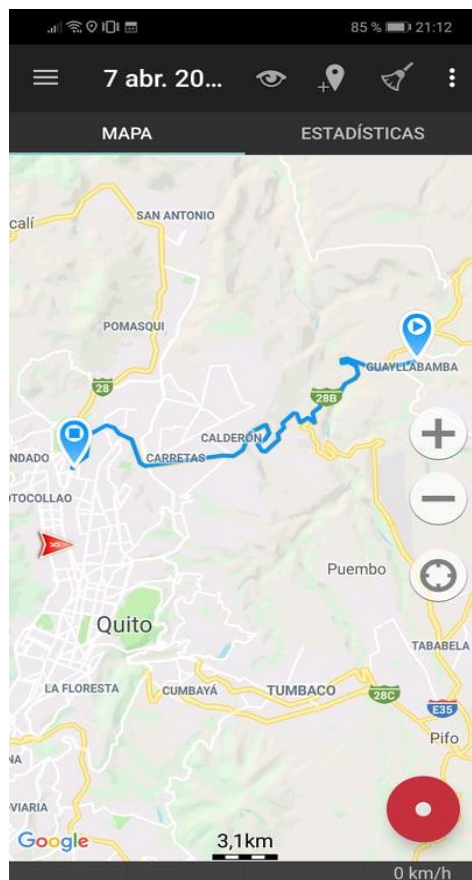 85 % 21:12
7 abr. 20...
MAPA
ESTADÍSTICAS
calí
SAN ANTONIO
POMASQUI
28
GUAYLLABAMBA
28B
CALDERÓN
CARRETAS
NDADO
OTOCOLLAO
Puembo
Quito
TABABELA
LA FLORESTA
CUMBAYÁ
TUMBACO
28C
E35
Pifo
NA
VIARIA
Google
3,1km
0 km/h